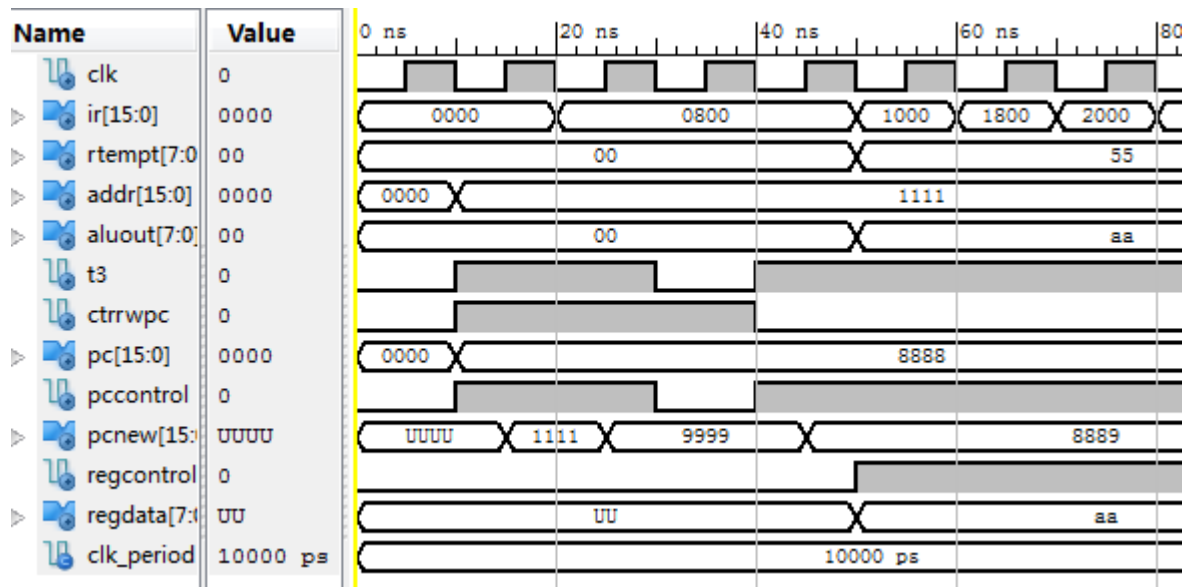 Name Value 0 ns 20 ns 40 ns 60 ns 80
clk 0
ir[15:0] 0000 0000 0800 1000 1800 2000
rtempt[7:0 00 00 55
addr[15:0] 0000 0000 1111
aluout[7:0] 00 00 aa
t3 0
ctrrwpc 0
pc[15:0] 0000 0000 8888
pccontrol 0
pcnew[15: UUUU UUUU 1111 9999 8889
regcontrol 0
regdata[7:( UU UU aa
clk_period 10000 ps 10000 ps